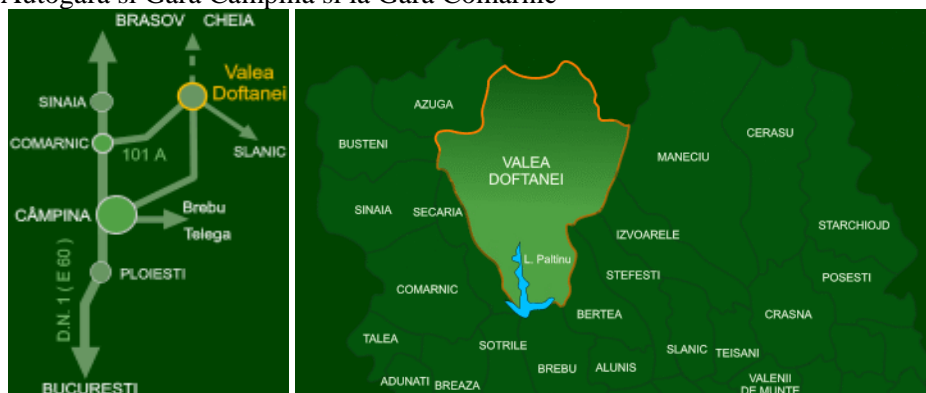 Autogara si Gara Campina si la Gara Comarnic
BRASOV CHEIA
Valea
Doftanei
SINAIA
COMARNIC
101 A
SLANIC
CÂMPINA
Brebu
Telega
PLOIESTI
D.N. 1 ( E 60 )
BUCURESTI
AZUGA
BUSTENI
CERASU
MANECIU
VALEA
DOFTANEI
SINAIA
SECARIA
STARCHIOJD
IZVOARELE
L. Paltinu
STEFESTI
POSESTI
COMARNIC
BERTEA
CRASNA
TALEA
SOTRILE
SLANIC
TEISANI
BREBU
ALUNIS
VALENII
DE MUNTE
ADUNATI
BREAZA